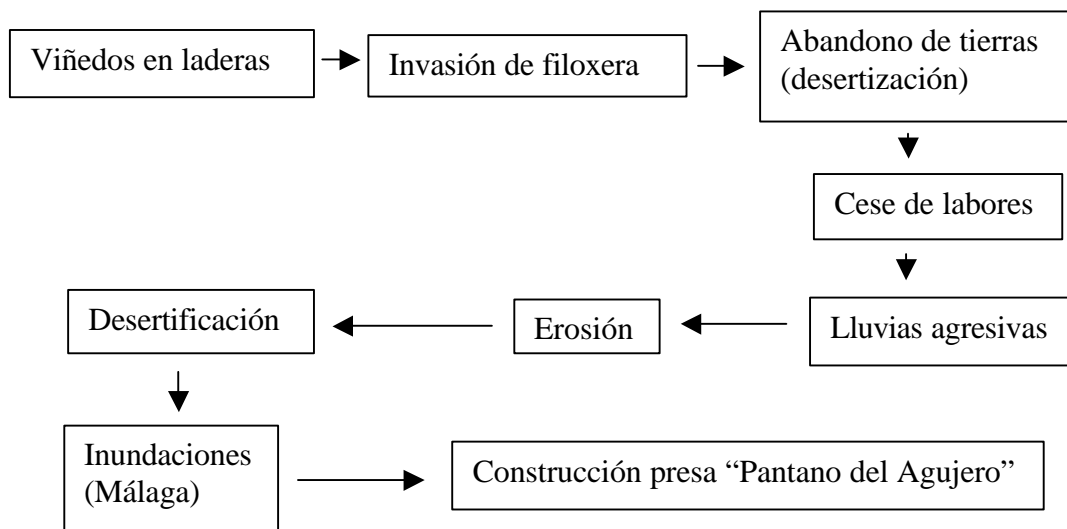 Viñedos en laderas
Invasión de filoxera
Abandono de tierras
(desertización)
Cese de labores
Lluvias agresivas
Erosión
Desertificación
Inundaciones
(Málaga)
Construcción presa “Pantano del Agujero”